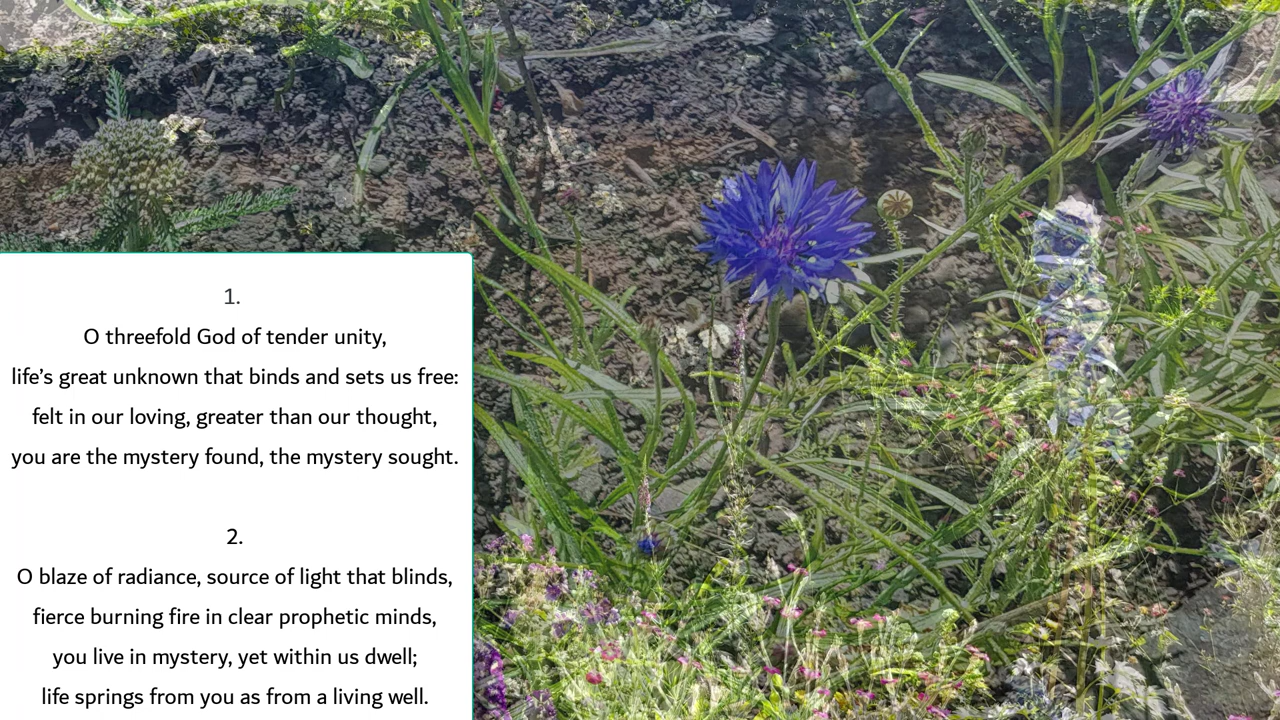 1.
O threefold God of tender unity,
life’s great unknown that binds and sets us free:
felt in our loving, greater than our thought,
you are the mystery found, the mystery sought.
2.
O blaze of radiance, source of light that blinds,
fierce burning fire in clear prophetic minds,
you live in mystery, yet within us dwell;
life springs from you as from a living well.